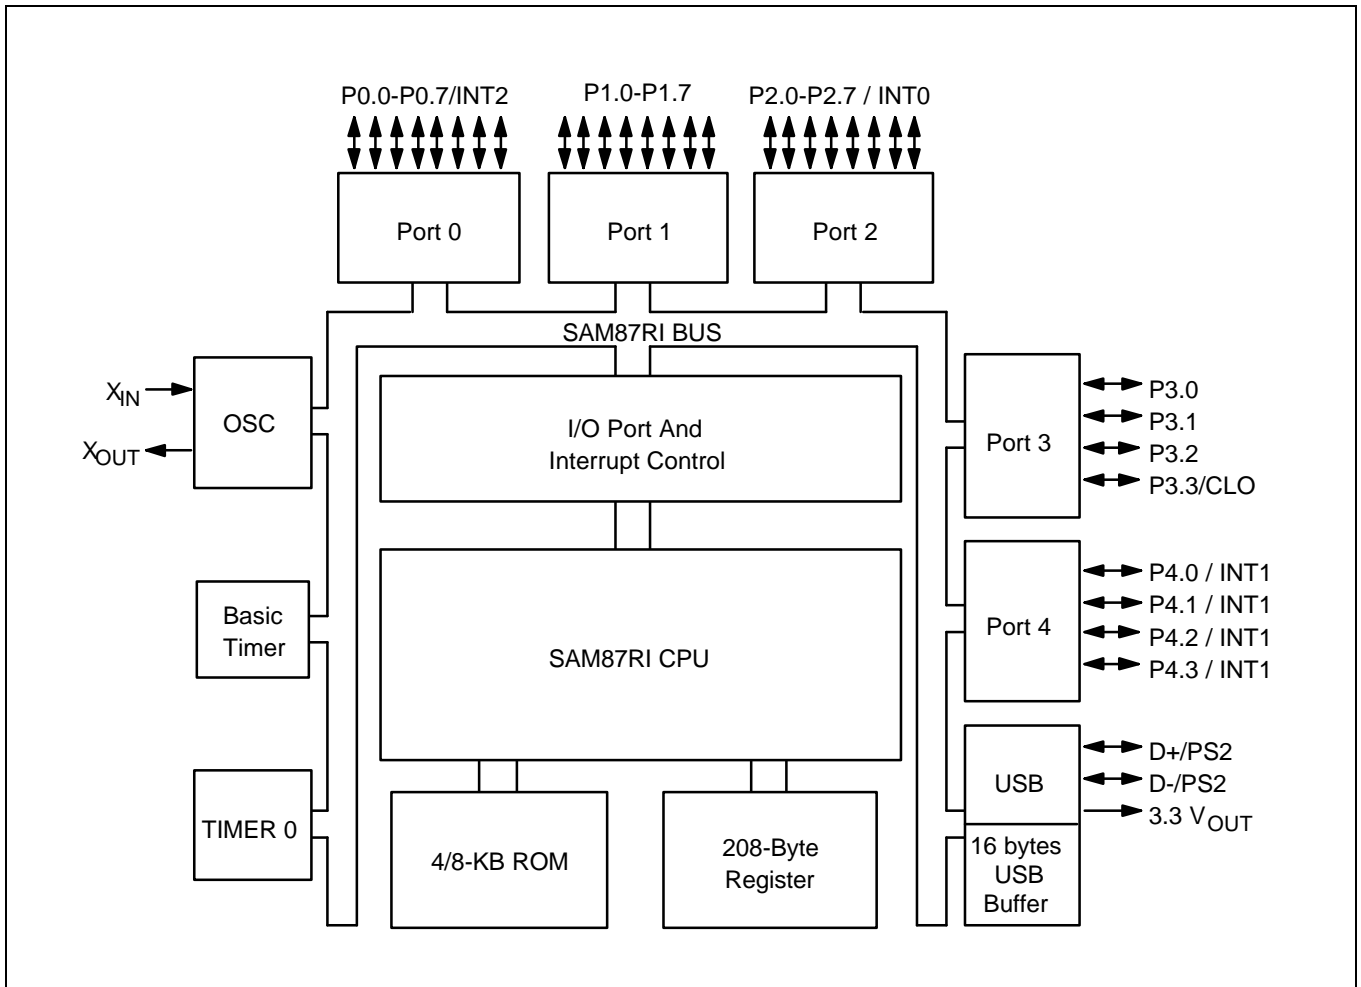 P0.0-P0.7/INT2
P1.0-P1.7
P2.0-P2.7 / INT0
Port 0
Port 1
Port 2
SAM87RI BUS
XIN
XOUT
OSC
I/O Port And
Interrupt Control
Port 3
P3.0
P3.1
P3.2
P3.3/CLO
Basic
Timer
SAM87RI CPU
Port 4
P4.0 / INT1
P4.1 / INT1
P4.2 / INT1
P4.3 / INT1
TIMER 0
4/8-KB ROM
208-Byte
Register
USB
D+/PS2
D-/PS2
3.3 VOUT
16 bytes
USB
Buffer